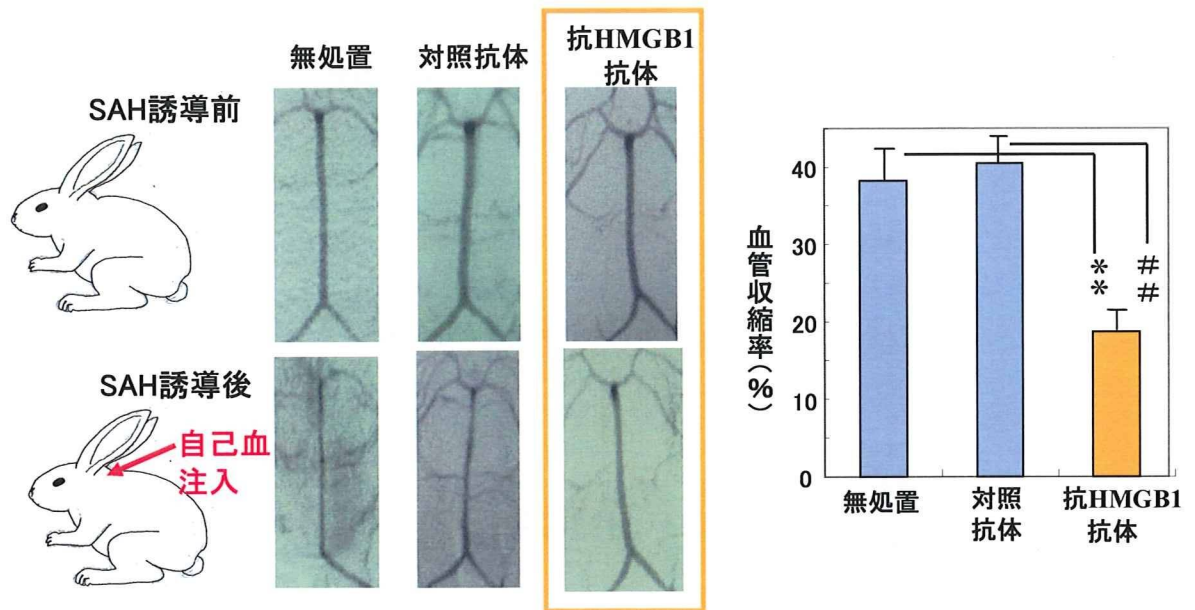 無処置
対照抗体
抗HMGB1
抗体
SAH誘導前
SAH誘導後
自己血
注入
血管収縮率(%)
40
30
20
10
0
**
##
無処置
対照
抗体
抗HMGB1
抗体